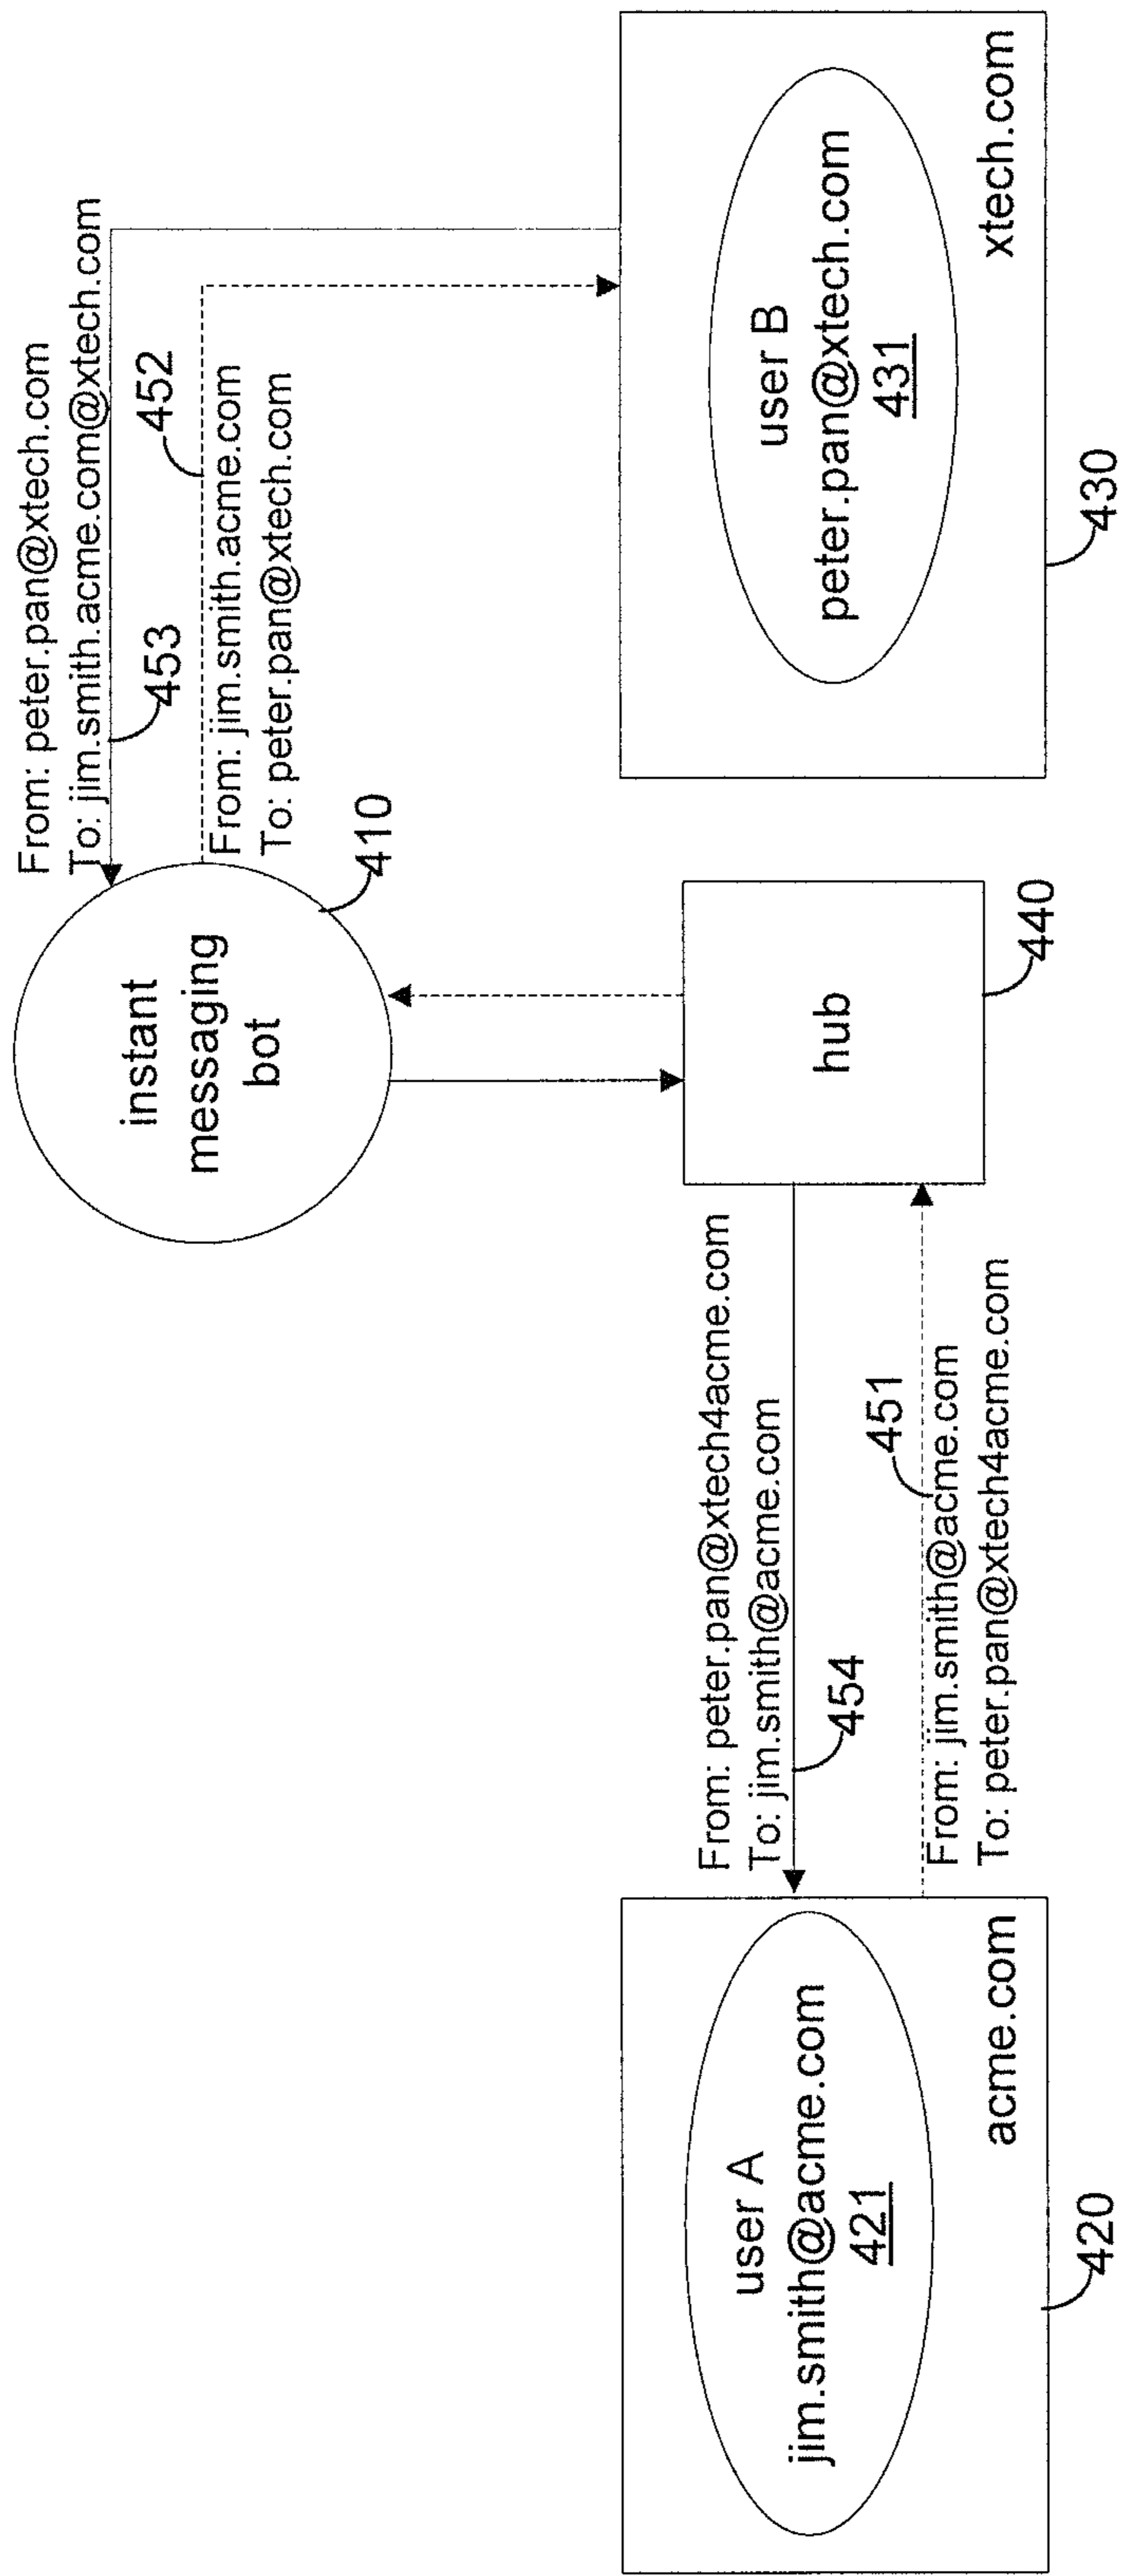 From: peter.pan@xtech.com
To: jim.smith.acme.com@xtech.com
453
452
From: jim.smith.acme.com
To: peter.pan@xtech.com
instant
messaging
bot
410
From: peter.pan@xtech4acme.com
To: jim.smith@acme.com
454
451
From: jim.smith@acme.com
To: peter.pan@xtech4acme.com
hub
440
user A
jim.smith@acme.com
421
acme.com
420
user B
peter.pan@xtech.com
431
xtech.com
430